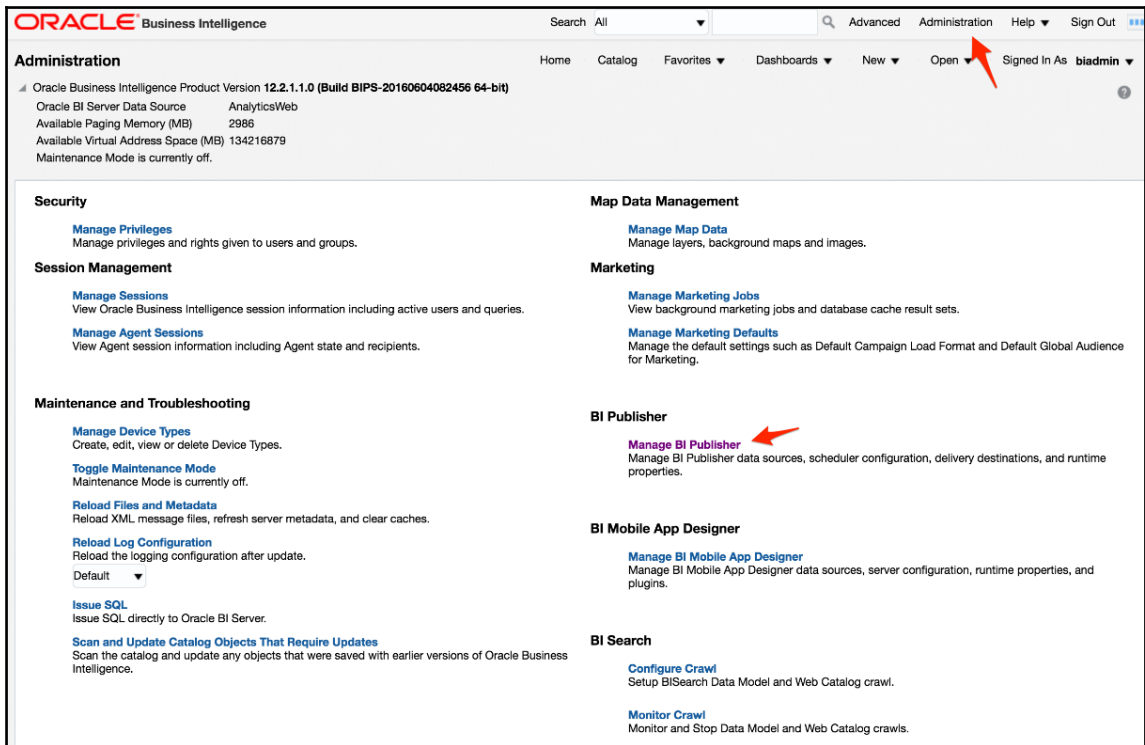 ORACLE Business Intelligence Search All Advanced Administration Help Sign Out
Administration Home Catalog Favorites Dashboards New Open Signed In As biadmin
Oracle Business Intelligence Product Version 12.2.1.1.0 (Build BIPS-20160604082456 64-bit)
Oracle BI Server Data Source AnalyticsWeb
Available Paging Memory (MB) 2986
Available Virtual Address Space (MB) 134216879
Maintenance Mode is currently off.
Security
Manage Privileges
Manage privileges and rights given to users and groups.
Session Management
Manage Sessions
View Oracle Business Intelligence session information including active users and queries.
Manage Agent Sessions
View Agent session information including Agent state and recipients.
Maintenance and Troubleshooting
Manage Device Types
Create, edit, view or delete Device Types.
Toggle Maintenance Mode
Maintenance Mode is currently off.
Reload Files and Metadata
Reload XML message files, refresh server metadata, and clear caches.
Reload Log Configuration
Reload the logging configuration after update.
Default
Issue SQL
Issue SQL directly to Oracle BI Server.
Scan and Update Catalog Objects That Require Updates
Scan the catalog and update any objects that were saved with earlier versions of Oracle Business
Intelligence.
Map Data Management
Manage Map Data
Manage layers, background maps and images.
Marketing
Manage Marketing Jobs
View background marketing jobs and database cache result sets.
Manage Marketing Defaults
Manage the default settings such as Default Campaign Load Format and Default Global Audience
for Marketing.
BI Publisher
Manage BI Publisher
Manage BI Publisher data sources, scheduler configuration, delivery destinations, and runtime
properties.
BI Mobile App Designer
Manage BI Mobile App Designer
Manage BI Mobile App Designer data sources, server configuration, runtime properties, and
plugins.
BI Search
Configure Crawl
Setup BISearch Data Model and Web Catalog crawl.
Monitor Crawl
Monitor and Stop Data Model and Web Catalog crawls.